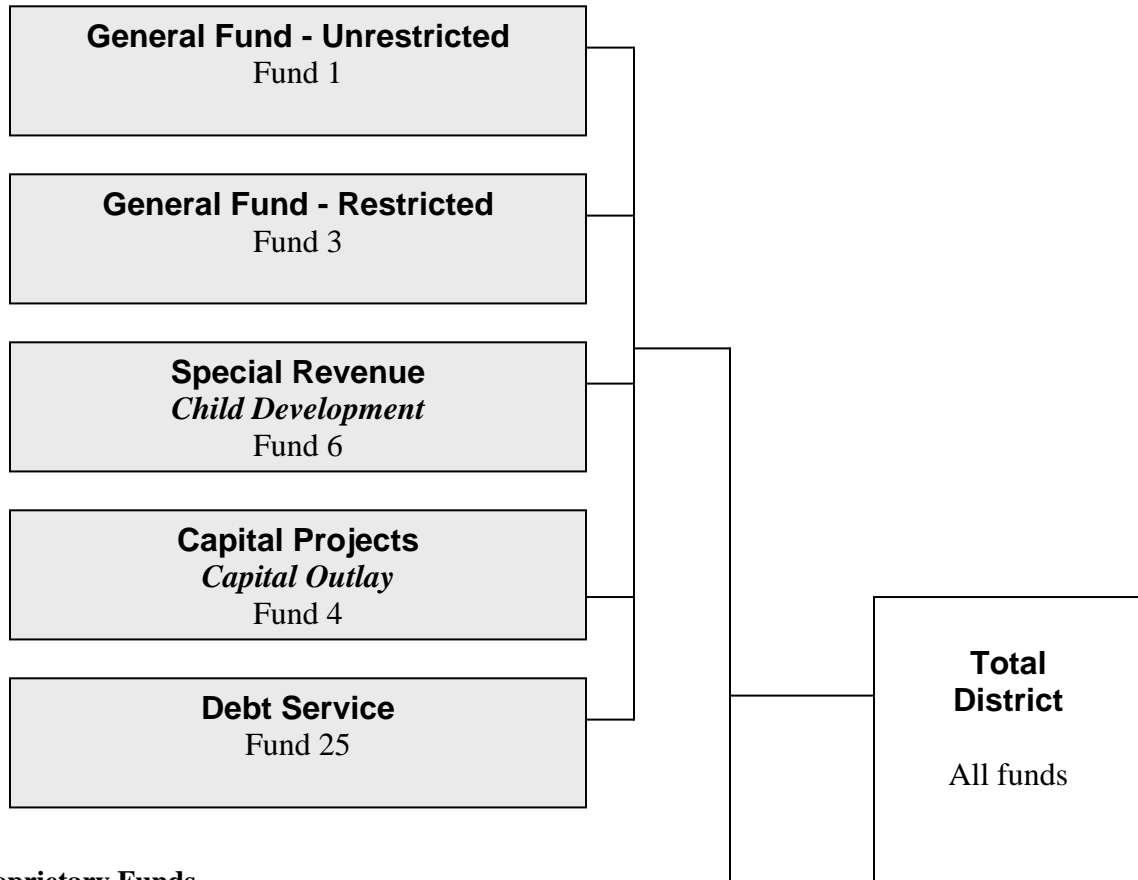 General Fund - Unrestricted
Fund 1
General Fund - Restricted
Fund 3
Special Revenue
Child Development
Fund 6
Capital Projects
Capital Outlay
Fund 4
Debt Service
Fund 25
Total
District
All funds
Funds